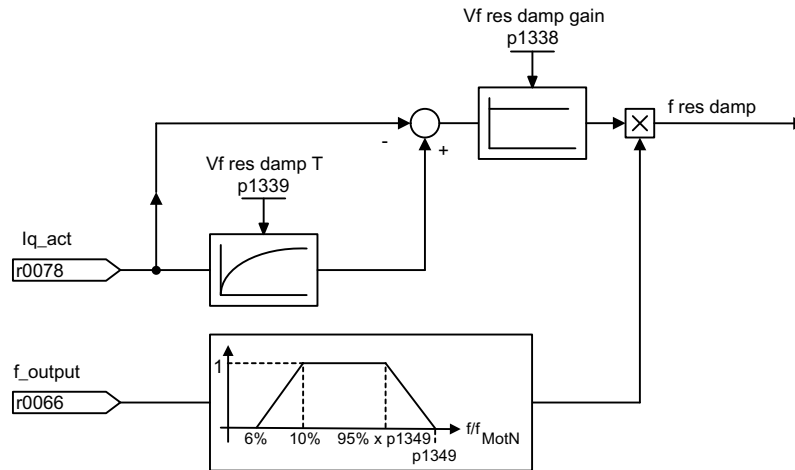 Vf res damp gain
p1338
f res damp
- +
Vf res damp T
p1339
Iq_act
r0078
f_output
r0066
1
6% 10% 95% x p1349 f/fMotN
p1349